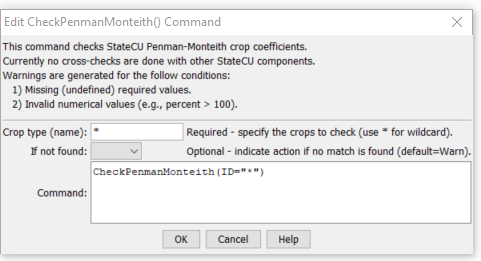 Edit CheckPenmanMonteith() Command
This command checks StateCU Penman-Monteith crop coefficients.
Currently no cross-checks are done with other StateCU components.
Warnings are generated for the follow conditions:
1) Missing (undefined) required values.
2) Invalid numerical values (e.g., percent > 100).
Crop type (name): * Required - specify the crops to check (use * for wildcard).
If not found: Optional - indicate action if no match is found (default=Warn).
Command: CheckPenmanMonteith(ID="*")
OK Cancel Help